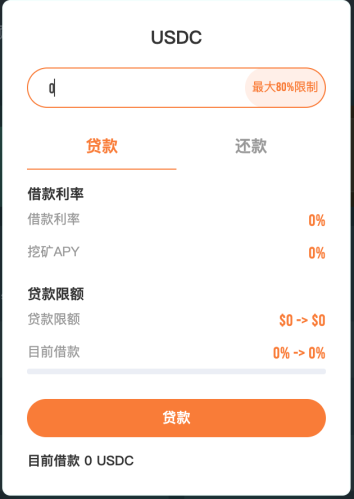 USDC
0
最大80%限制
贷款
还款
借款利率
借款利率
0%
挖矿APY
0%
贷款限额
贷款限额
$0 -> $0
目前借款
0% -> 0%
贷款
目前借款 0 USDC